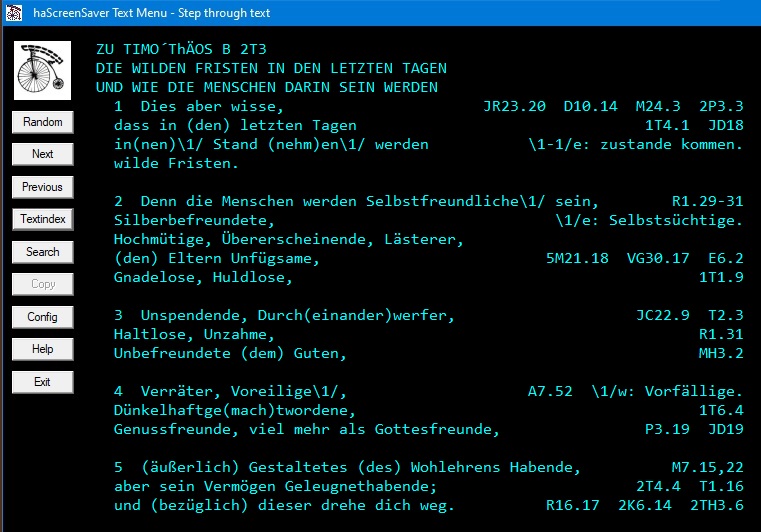 haScreenSaver Text Menu - Step through text
Random
Next
Previous
Textindex
Search
Copy
Config
Help
Exit
ZU TIMO´ThÄOS B 2T3
DIE WILDEN FRISTEN IN DEN LETZTEN TAGEN
UND WIE DIE MENSCHEN DARIN SEIN WERDEN
1 Dies aber wisse, JR23.20 D10.14 M24.3 2P3.3
dass in (den) letzten Tagen 1T4.1 JD18
in(nen)\1/ Stand (nehm)en\1/ werden \1-1/e: zustande kommen.
wilde Fristen.
2 Denn die Menschen werden Selbstfreundliche\1/ sein, R1.29-31
Silberbefreundete, \1/e: Selbstsüchtige.
Hochmütige, Übererscheinende, Lästerer,
(den) Eltern Unfügsame, 5M21.18 VG30.17 E6.2
Gnadelose, Huldlose, 1T1.9
3 Unspendende, Durch(einander)werfer, JC22.9 T2.3
Haltlose, Unzahme, R1.31
Unbefreundete (dem) Guten, MH3.2
4 Verräter, Voreilige\1/, A7.52 \1/w: Vorfällige.
Dünkelhaftge(mach)twordene, 1T6.4
Genussfreunde, viel mehr als Gottesfreunde, P3.19 JD19
5 (äußerlich) Gestaltetes (des) Wohlehrens Habende, M7.15,22
aber sein Vermögen Geleugnethabende; 2T4.4 T1.16
und (bezüglich) dieser drehe dich weg. R16.17 2K6.14 2TH3.6